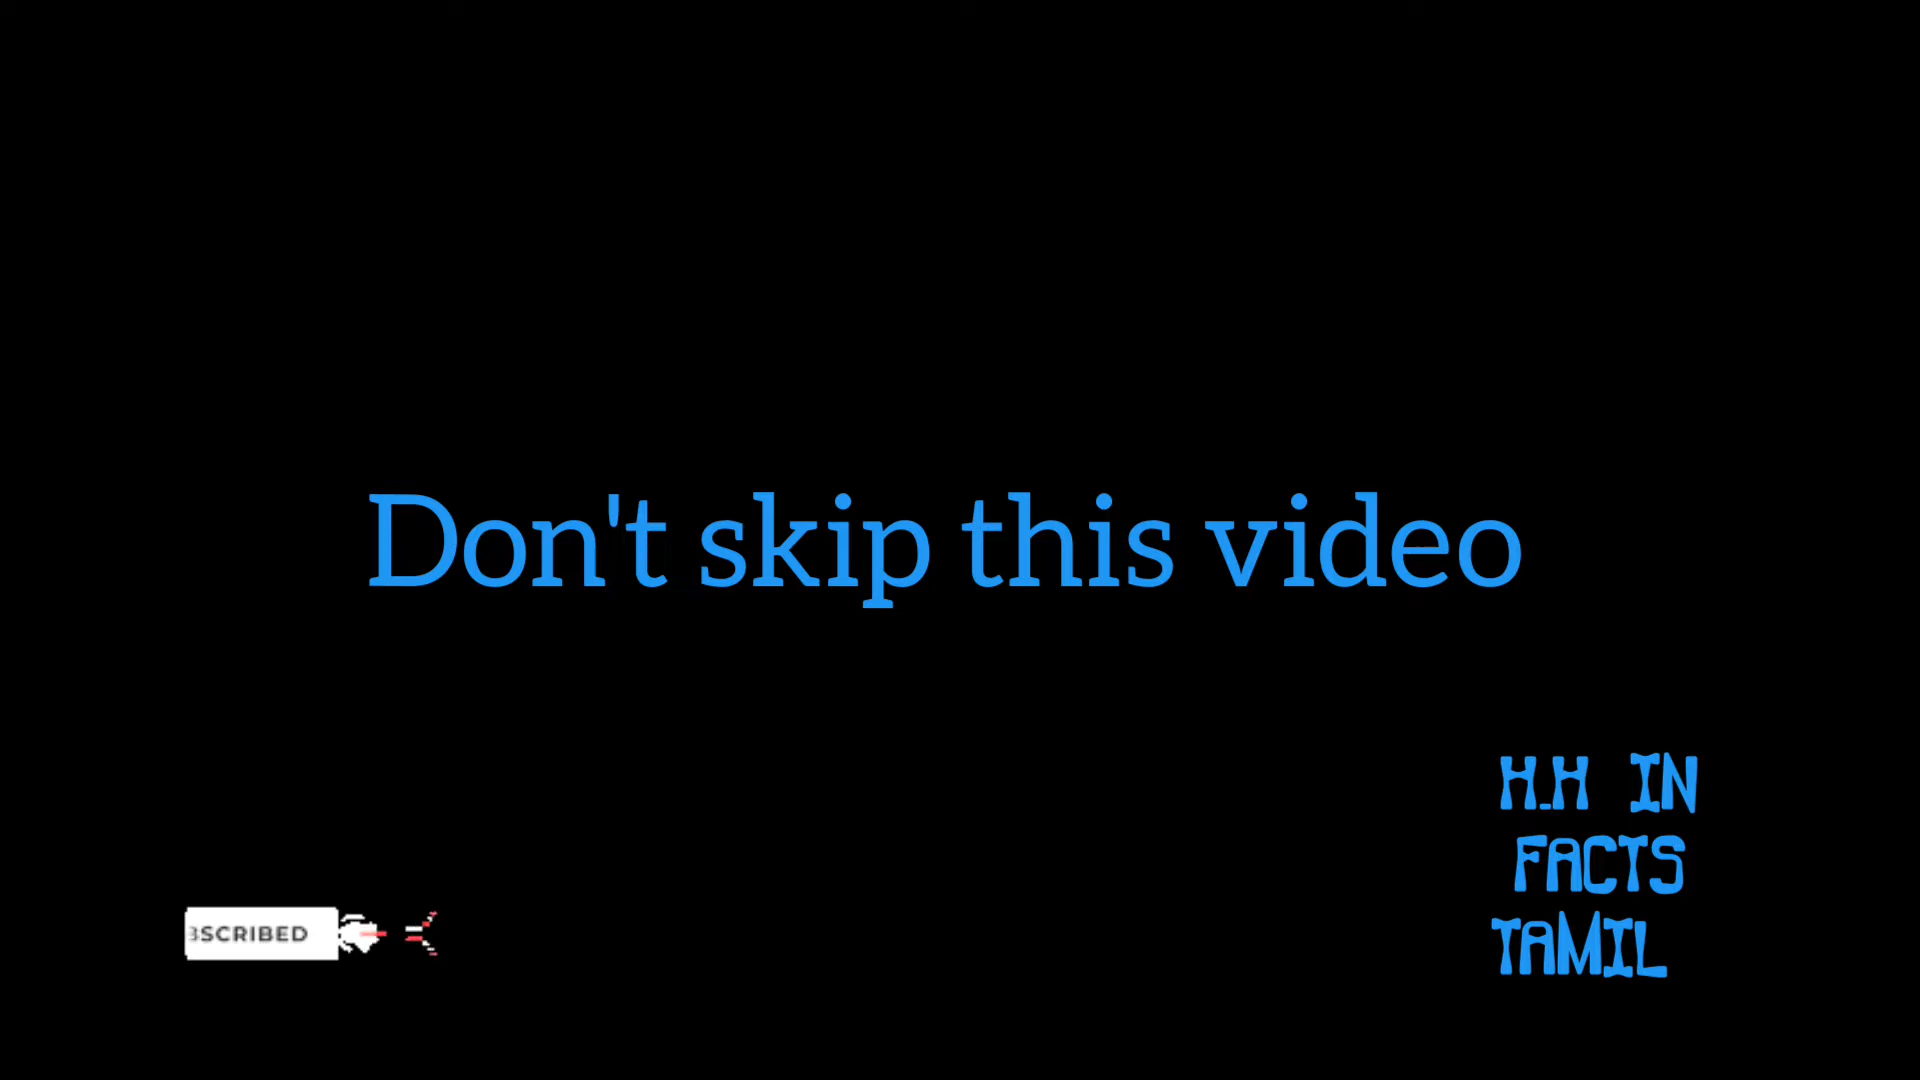 Don't skip this video
H.H IN
FACTS
TAMIL
SCRIBED